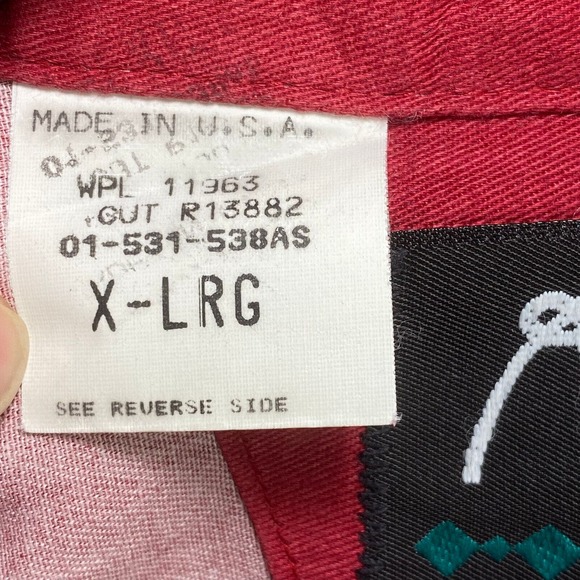 MADE IN U.S.A.
WPL 11963
CUT R13882
01-531-538AS
X-LRG
SEE REVERSE SIDE